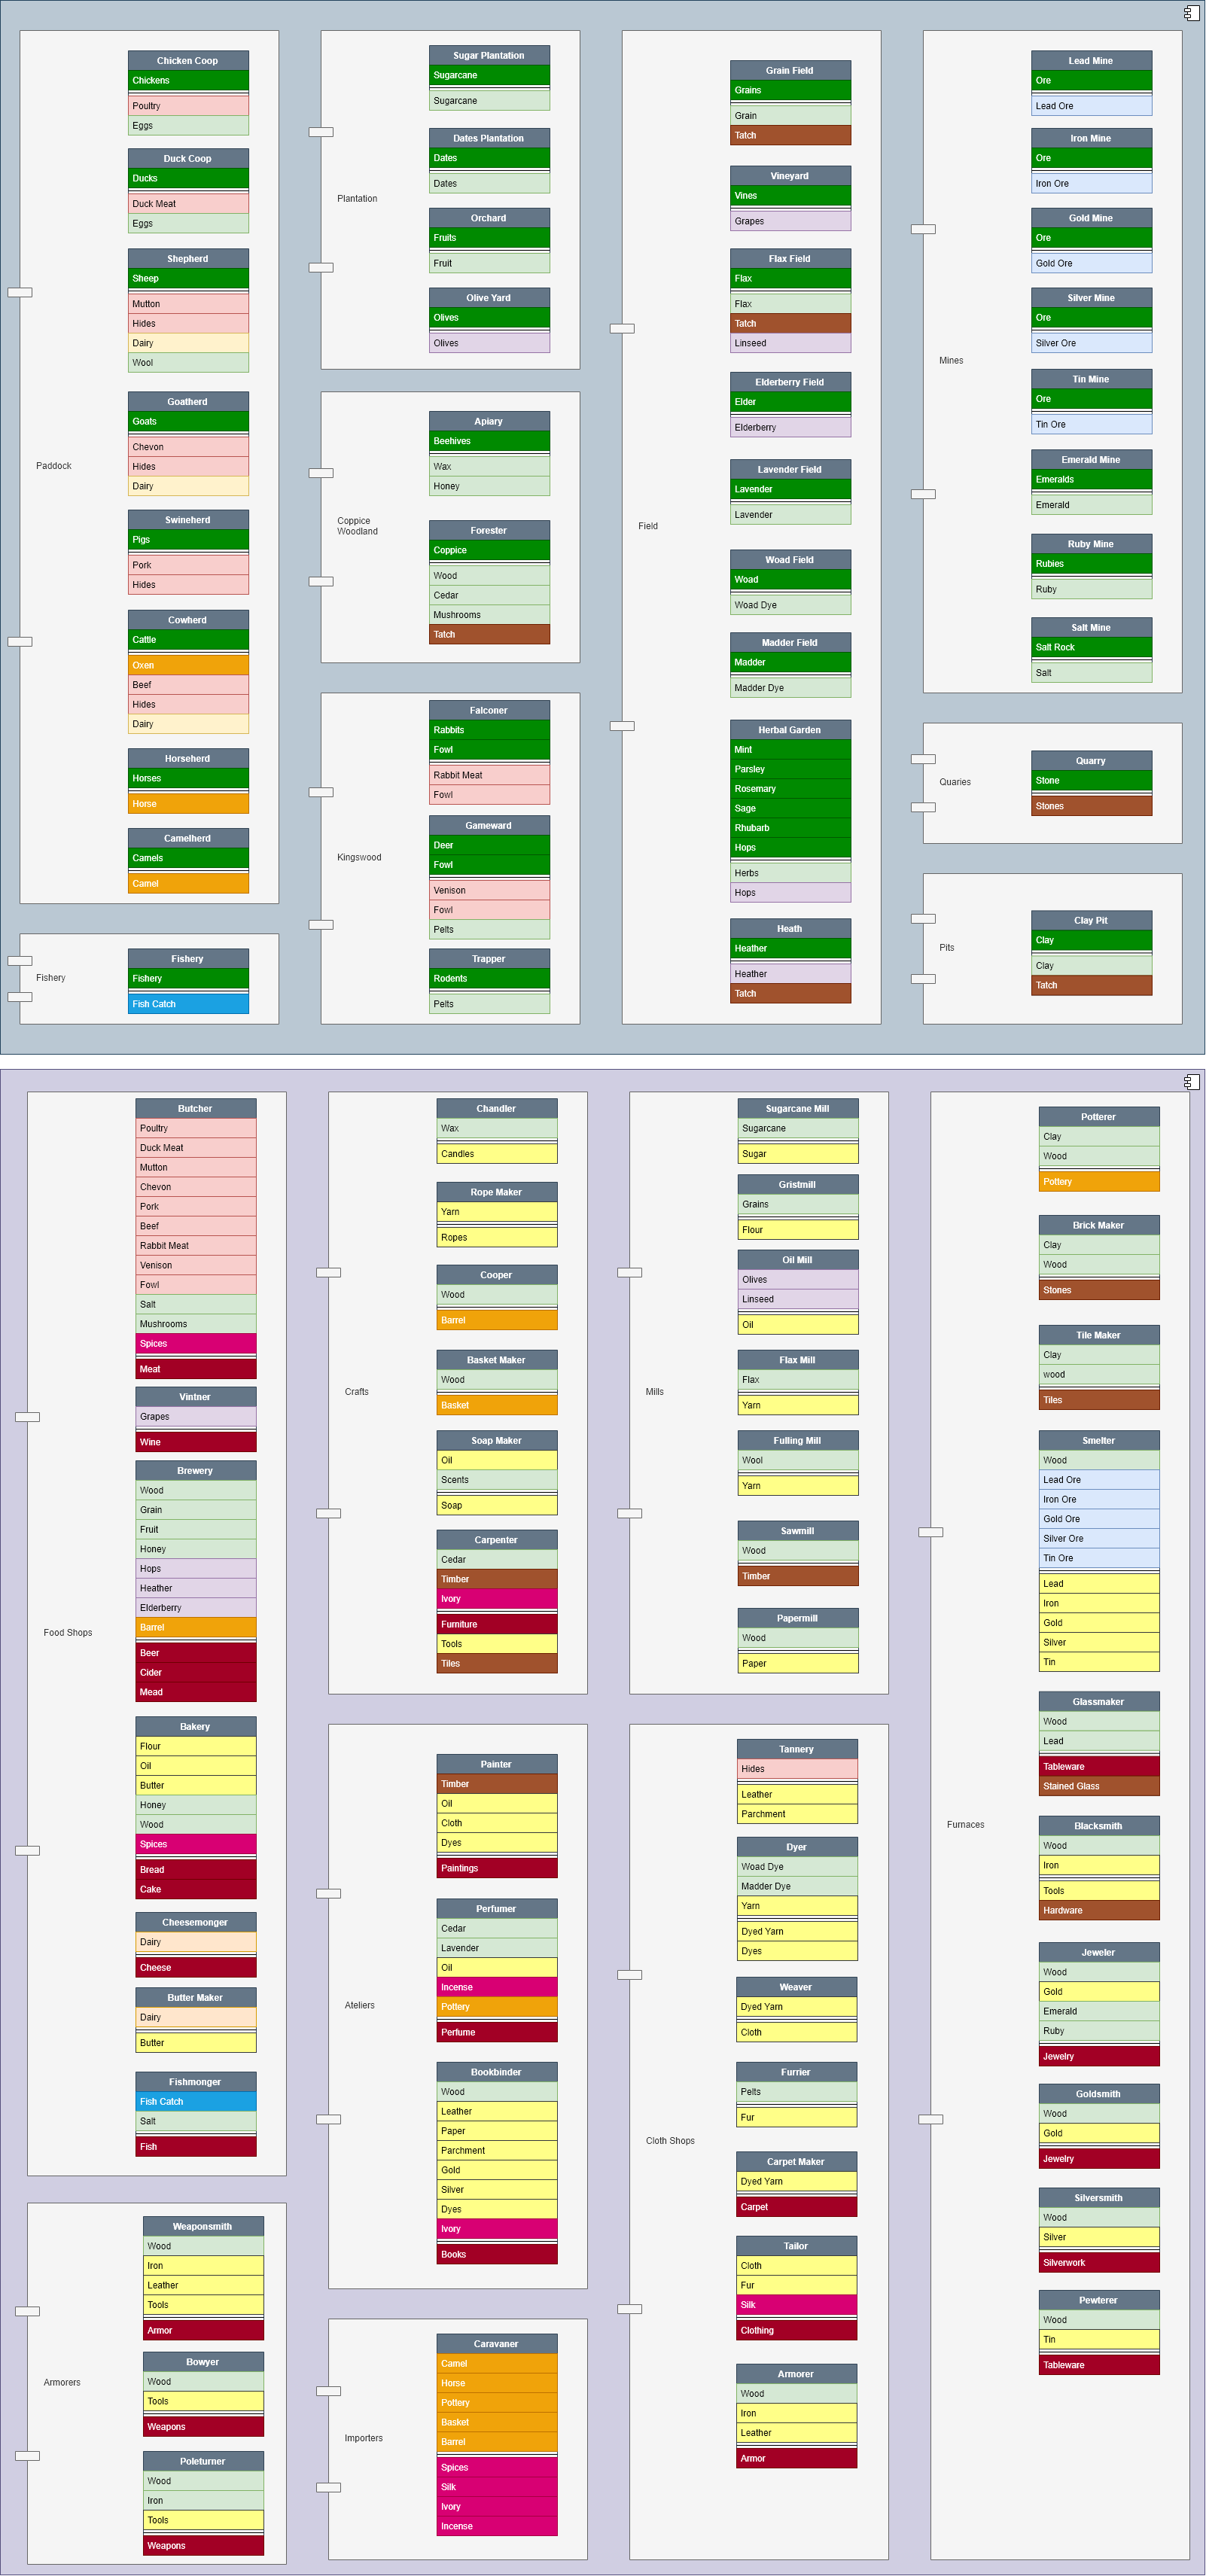 Paddock
Chicken Coop
Chickens
Poultry
Eggs
Duck Coop
Ducks
Duck Meat
Eggs
Shepherd
Sheep
Mutton
Hides
Dairy
Wool
Goatherd
Goats
Chevon
Hides
Dairy
Swineherd
Pigs
Pork
Hides
Cowherd
Cattle
Oxen
Beef
Hides
Dairy
Horseherd
Horses
Horse
Camelherd
Camels
Camel
Fishery
Fishery
Fishery
Fish Catch
Plantation
Sugar Plantation
Sugarcane
Sugarcane
Dates Plantation
Dates
Dates
Orchard
Fruits
Fruit
Olive Yard
Olives
Olives
Coppice
Woodland
Apiary
Beehives
Wax
Honey
Forester
Coppice
Wood
Cedar
Mushrooms
Tatch
Kingswood
Falconer
Rabbits
Fowl
Rabbit Meat
Fowl
Gameward
Deer
Fowl
Venison
Fowl
Pelts
Trapper
Rodents
Pelts
Field
Grain Field
Grains
Grain
Tatch
Vineyard
Vines
Grapes
Flax Field
Flax
Flax
Tatch
Linseed
Elderberry Field
Elder
Elderberry
Lavender Field
Lavender
Lavender
Woad Field
Woad
Woad Dye
Madder Field
Madder
Madder Dye
Herbal Garden
Mint
Parsley
Rosemary
Sage
Rhubarb
Hops
Herbs
Hops
Heath
Heather
Heather
Tatch
Mines
Lead Mine
Ore
Lead Ore
Iron Mine
Ore
Iron Ore
Gold Mine
Ore
Gold Ore
Silver Mine
Ore
Silver Ore
Tin Mine
Ore
Tin Ore
Emerald Mine
Emeralds
Emerald
Ruby Mine
Rubies
Ruby
Salt Mine
Salt Rock
Salt
Quaries
Quarry
Stone
Stones
Pits
Clay Pit
Clay
Clay
Tatch
Food Shops
Butcher
Poultry
Duck Meat
Mutton
Chevon
Pork
Beef
Rabbit Meat
Venison
Fowl
Salt
Mushrooms
Spices
Meat
Vintner
Grapes
Wine
Brewery
Wood
Grain
Fruit
Honey
Hops
Heather
Elderberry
Barrel
Beer
Cider
Mead
Bakery
Flour
Oil
Butter
Honey
Wood
Spices
Bread
Cake
Cheesemonger
Dairy
Cheese
Butter Maker
Dairy
Butter
Fishmonger
Fish Catch
Salt
Fish
Armorers
Weaponsmith
Wood
Iron
Leather
Tools
Armor
Bowyer
Wood
Tools
Weapons
Poleturner
Wood
Iron
Tools
Weapons
Crafts
Chandler
Wax
Candles
Rope Maker
Yarn
Ropes
Cooper
Wood
Barrel
Basket Maker
Wood
Basket
Soap Maker
Oil
Scents
Soap
Carpenter
Cedar
Timber
Ivory
Furniture
Tools
Tiles
Ateliers
Painter
Timber
Oil
Cloth
Dyes
Paintings
Perfumer
Cedar
Lavender
Oil
Incense
Pottery
Perfume
Bookbinder
Wood
Leather
Paper
Parchment
Gold
Silver
Dyes
Ivory
Books
Importers
Caravaner
Camel
Horse
Pottery
Basket
Barrel
Spices
Silk
Ivory
Incense
Mills
Sugarcane Mill
Sugarcane
Sugar
Gristmill
Grains
Flour
Oil Mill
Olives
Linseed
Oil
Flax Mill
Flax
Yarn
Fulling Mill
Wool
Yarn
Sawmill
Wood
Timber
Papermill
Wood
Paper
Cloth Shops
Tannery
Hides
Leather
Parchment
Dyer
Woad Dye
Madder Dye
Yarn
Dyed Yarn
Dyes
Weaver
Dyed Yarn
Cloth
Furrier
Pelts
Fur
Carpet Maker
Dyed Yarn
Carpet
Tailor
Cloth
Fur
Silk
Clothing
Armorer
Wood
Iron
Leather
Armor
Furnaces
Potterer
Clay
Wood
Pottery
Brick Maker
Clay
Wood
Stones
Tile Maker
Clay
wood
Tiles
Smelter
Wood
Lead Ore
Iron Ore
Gold Ore
Silver Ore
Tin Ore
Lead
Iron
Gold
Silver
Tin
Glassmaker
Wood
Lead
Tableware
Stained Glass
Blacksmith
Wood
Iron
Tools
Hardware
Jeweler
Wood
Gold
Emerald
Ruby
Jewelry
Goldsmith
Wood
Gold
Jewelry
Silversmith
Wood
Silver
Silverwork
Pewterer
Wood
Tin
Tableware